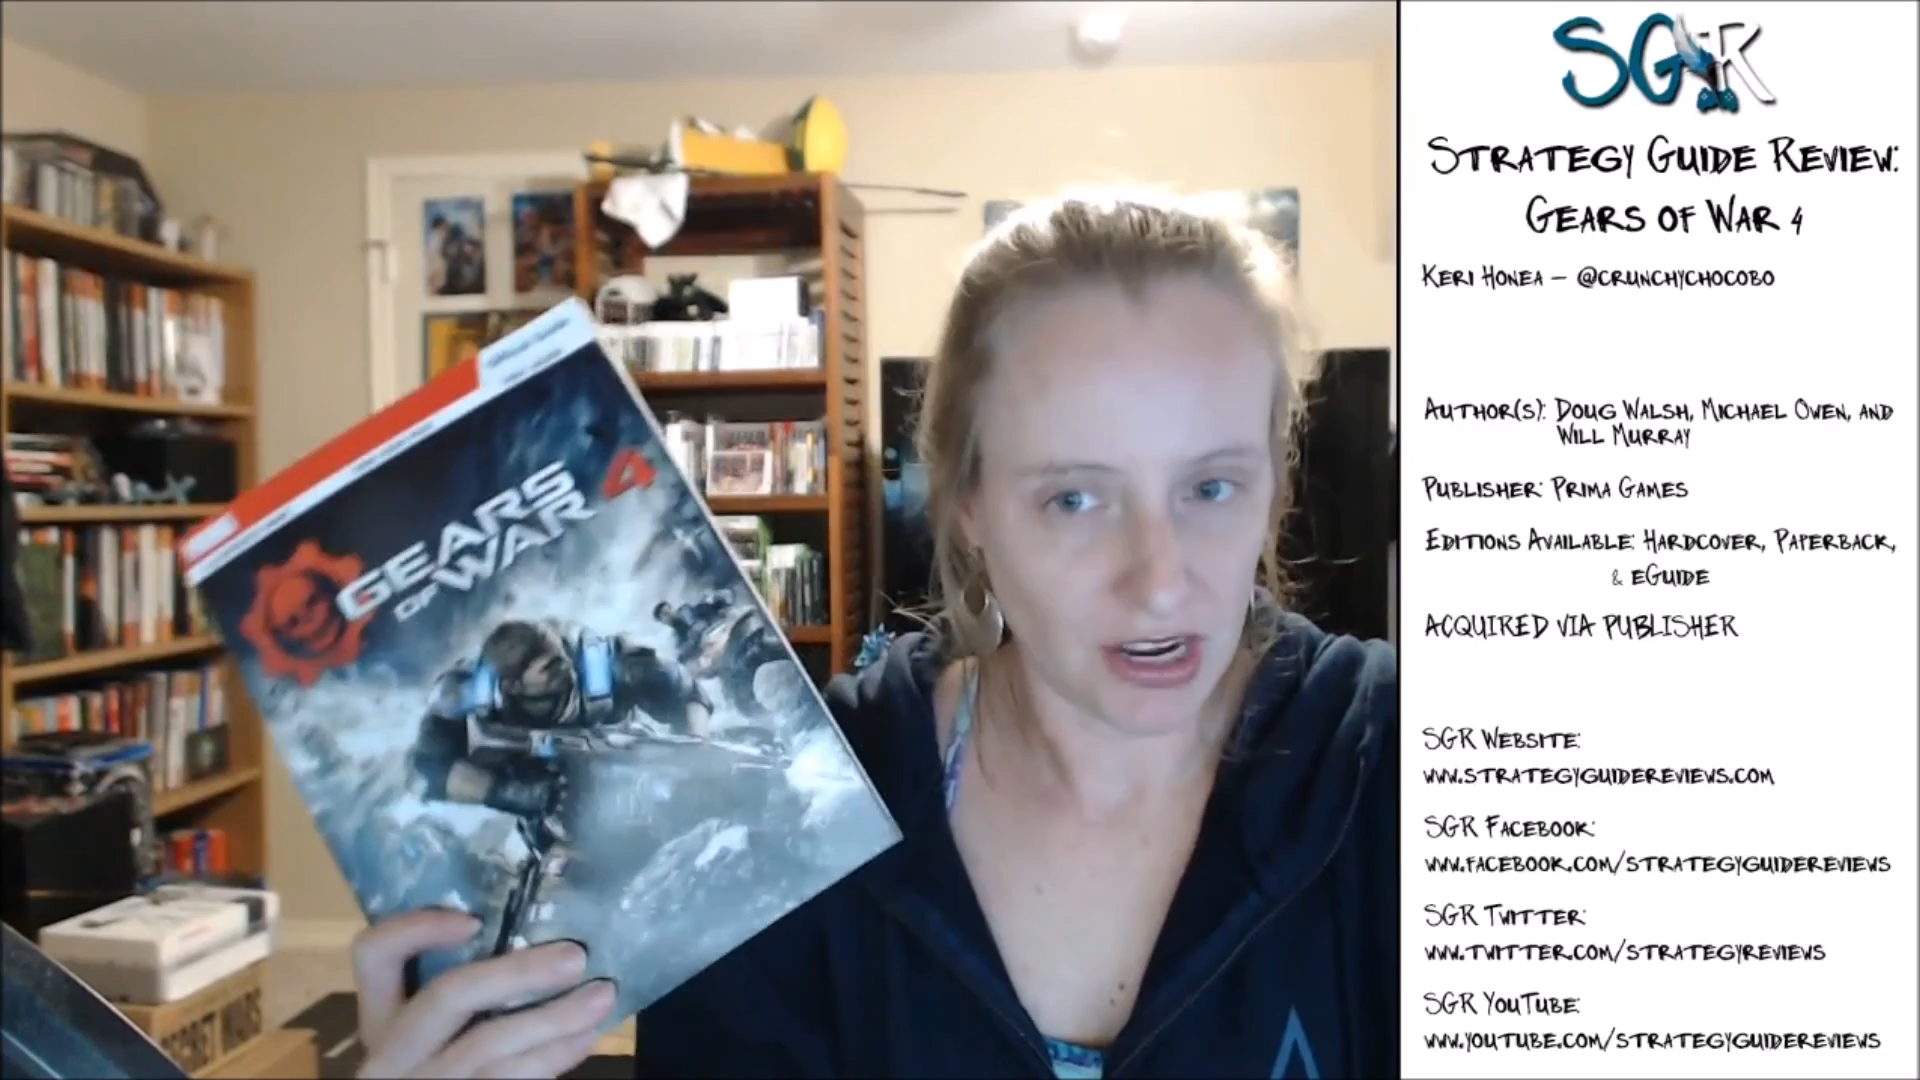 SGR
STRATEGY GUIDE REVIEW:
GEARS OF WAR 4
KERI HONEA – @CRUNCHYCHOCOBO
AUTHOR(S): DOUG WALSH, MICHAEL OWEN, AND
WILL MURRAY
PUBLISHER: PRIMA GAMES
EDITIONS AVAILABLE: HARDCOVER, PAPERBACK,
& EGUIDE
ACQUIRED VIA PUBLISHER
SGR WEBSITE:
WWW.STRATEGYGUIDEREVIEWS.COM
SGR FACEBOOK:
WWW.FACEBOOK.COM/STRATEGYGUIDEREVIEWS
SGR TWITTER:
WWW.TWITTER.COM/STRATEGYREVIEWS
SGR YOUTUBE:
WWW.YOUTUBE.COM/STRATEGYGUIDEREVIEWS
GEARS
OF WAR 4
SECRET WARS